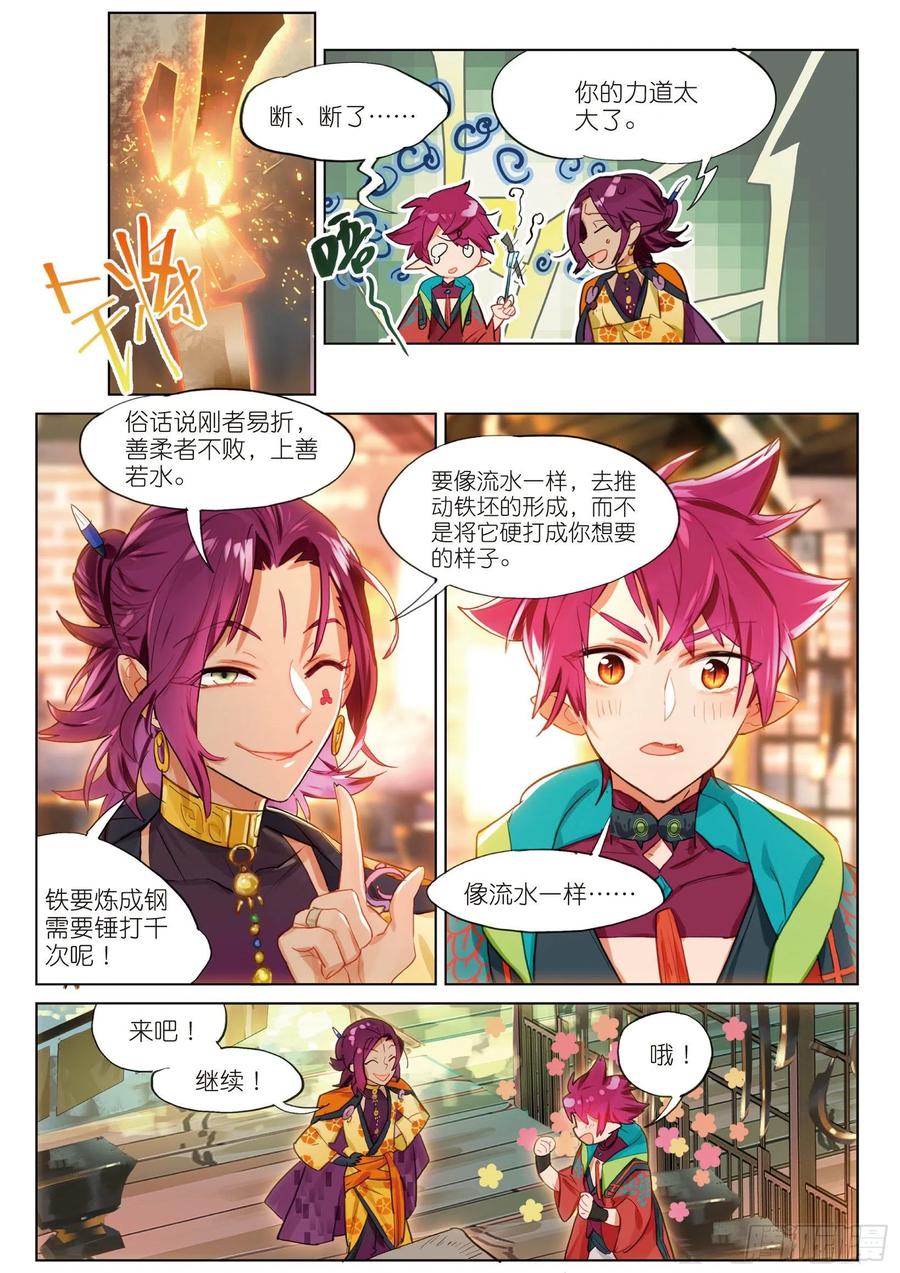 断、断了……
你的力道太
大了。
唔
俗话说刚者易折，
善柔者不败，上善
若水。
要像流水一样，去推
动铁坯的形成，而不
是将它硬打成你想要
的样子。
铁要炼成钢
需要锤打千
次呢！
像流水一样……
来吧！
继续！
哦！